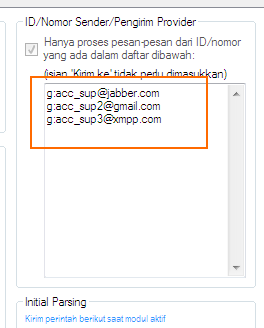 ID/Nomor Sender/Pengirim Provider
Hanya proses pesan-pesan dari ID/nomor
yang ada dalam daftar dibawah:
(isian 'Kirim ke' tidak perlu dimasukkan)
g:acc_sup@jabber.com
g:acc_sup2@gmail.com
g:acc_sup3@xmpp.com
Initial Parsing
Kirim perintah berikut saat modul aktif